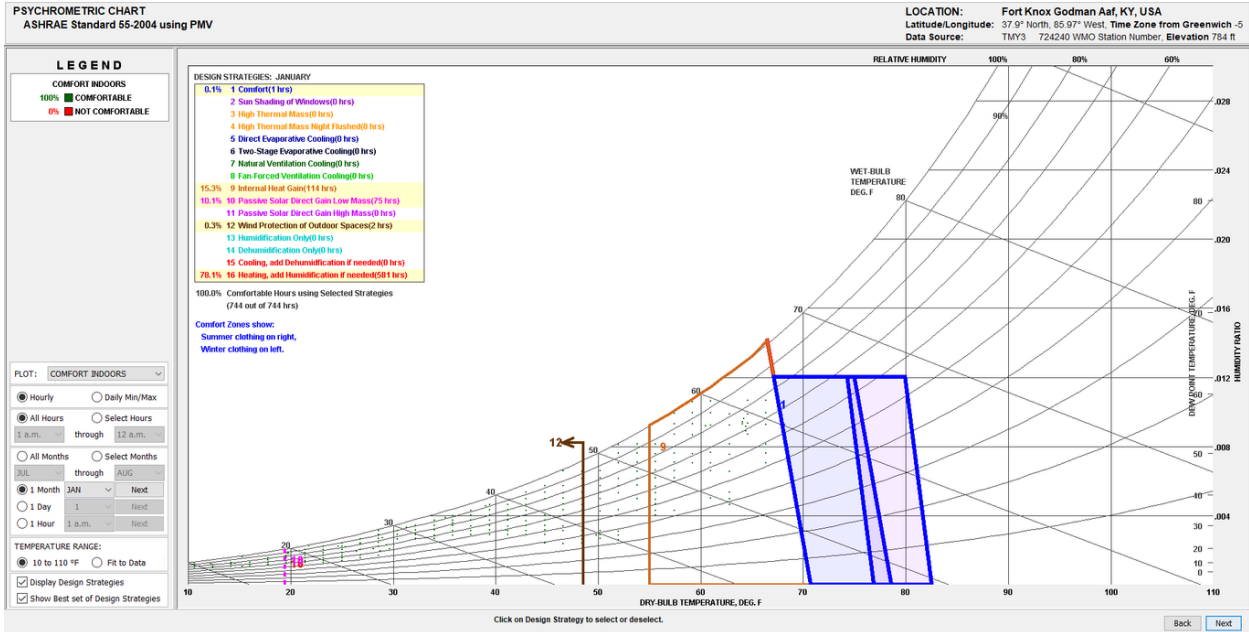 PSYCHROMETRIC CHART
ASHRAE Standard 55-2004 using PMV
LOCATION: Fort Knox Godman Aaf, KY, USA
Latitude/Longitude: 37.9° North, 85.97° West, Time Zone from Greenwich -5
Data Source: TMY3 724240 WMO Station Number, Elevation 784 ft
LEGEND
COMFORT INDOORS
100% COMFORTABLE
0% NOT COMFORTABLE
PLOT: COMFORT INDOORS
Hourly Daily Min/Max
All Hours Select Hours
1 a.m. through 12 a.m.
All Months Select Months
JUL through AUG
1 Month JAN Next
1 Day 1 Next
1 Hour 1 a.m. Next
TEMPERATURE RANGE:
10 to 110 °F Fit to Data
Display Design Strategies
Show Best set of Design Strategies
DESIGN STRATEGIES: JANUARY
0.1% 1 Comfort(1 hrs)
2 Sun Shading of Windows(0 hrs)
3 High Thermal Mass(0 hrs)
4 High Thermal Mass Night Flushed(0 hrs)
5 Direct Evaporative Cooling(0 hrs)
6 Two-Stage Evaporative Cooling(0 hrs)
7 Natural Ventilation Cooling(0 hrs)
8 Fan-Forced Ventilation Cooling(0 hrs)
15.3% 9 Internal Heat Gain(114 hrs)
10.1% 10 Passive Solar Direct Gain Low Mass(75 hrs)
11 Passive Solar Direct Gain High Mass(0 hrs)
0.3% 12 Wind Protection of Outdoor Spaces(2 hrs)
13 Humidification Only(0 hrs)
14 Dehumidification Only(0 hrs)
15 Cooling, add Dehumidification if needed(0 hrs)
78.1% 16 Heating, add Humidification if needed(581 hrs)
100.0% Comfortable Hours using Selected Strategies
(744 out of 744 hrs)
Comfort Zones show:
Summer clothing on right,
Winter clothing on left.
RELATIVE HUMIDITY 100% 80% 60%
90%
WET-BULB
TEMPERATURE
DEG. F
80
70
60
50
40
30
20
12
9
1
16
.028
.024
.020
.016
.012
.008
.004
80
70
60
50
40
30
20
10
0
DEW POINT TEMPERATURE, DEG. F
HUMIDITY RATIO
10 20 30 40 50 60 70 80 90 100 110
DRY-BULB TEMPERATURE, DEG. F
Click on Design Strategy to select or deselect.
Back Next